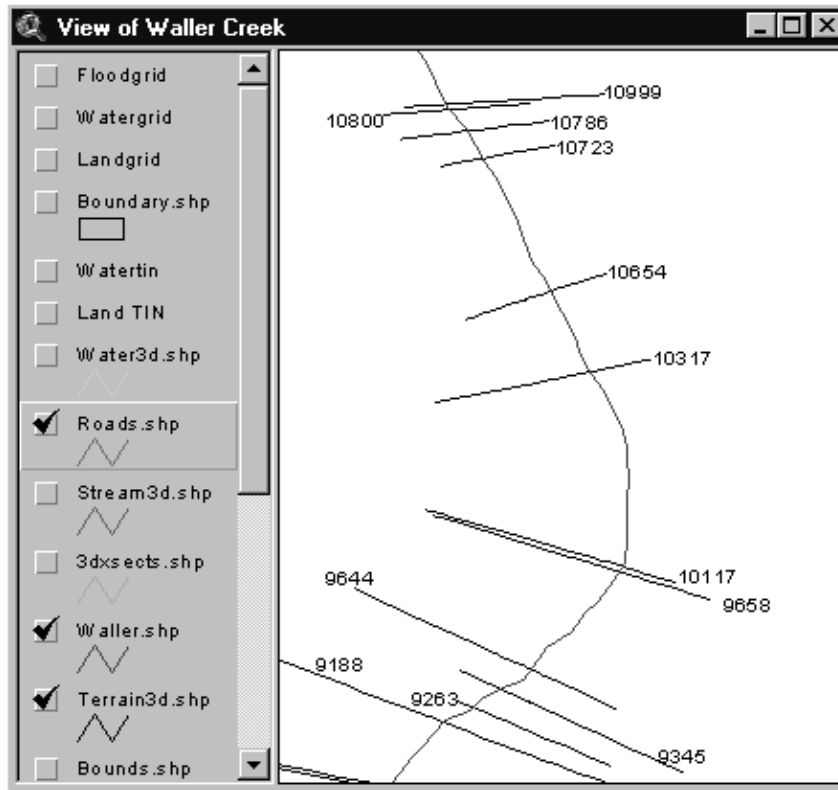 View of Waller Creek
Floodgrid
Watergrid
Landgrid
Boundary.shp
Watertin
Land TIN
Water3d.shp
Roads.shp
Stream3d.shp
3dxsects.shp
Waller.shp
Terrain3d.shp
Bounds.shp
10999
10800
10786
10723
10654
10317
10117
9658
9644
9188
9263
9345